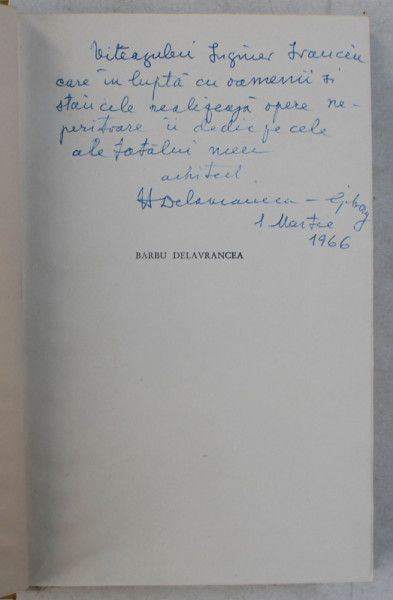 Viteazului Inginer Ivanciu
care în luptă cu oamenii și
stâncile realizează opere ne-
peritoare îi dedic pe cele
ale tatălui meu
arhitect
H Delavrancea - Gibory
1 Martie
1966
BARBU DELAVRANCEA